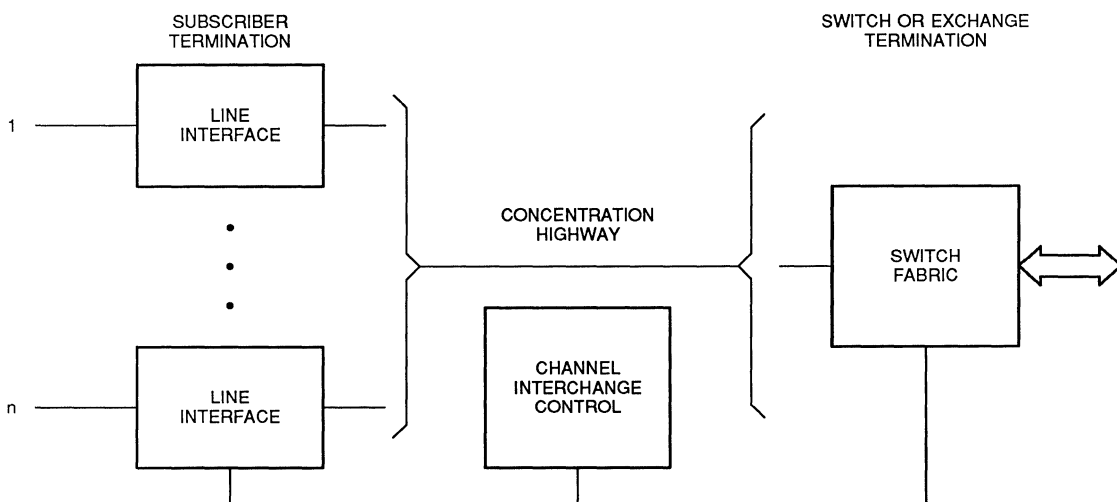 SUBSCRIBER
TERMINATION
SWITCH OR EXCHANGE
TERMINATION
1
LINE
INTERFACE
CONCENTRATION
HIGHWAY
SWITCH
FABRIC
CHANNEL
INTERCHANGE
CONTROL
n
LINE
INTERFACE